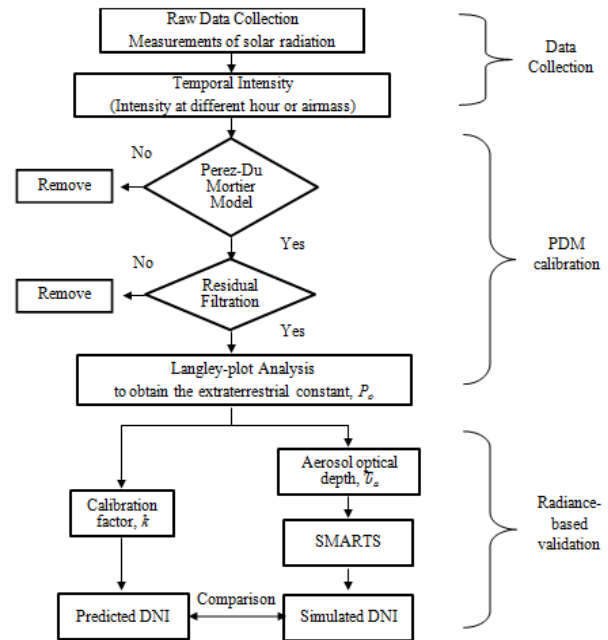 Raw Data Collection
Measurements of solar radiation
Data
Collection
Temporal Intensity
(Intensity at different hour or airmass)
No
Perez-Du
Mortier
Model
Remove
Yes
PDM
calibration
No
Residual
Filtration
Remove
Yes
Langley-plot Analysis
to obtain the extraterrestrial constant, Pₒ
Aerosol optical
depth, τₐ
Calibration
factor, k
SMARTS
Radiance-
based
validation
Predicted DNI
Comparison
Simulated DNI